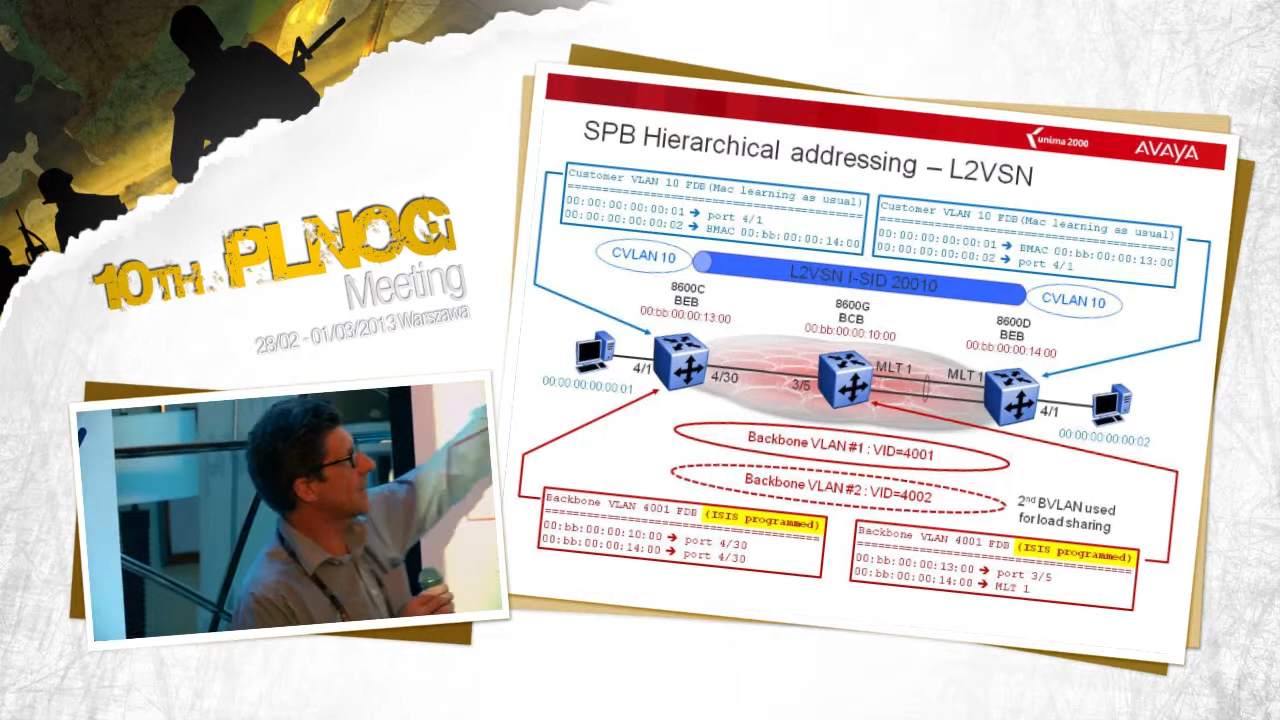 10TH PLNOG
Meeting
28/02 - 01/03/2013 Warszawa
unima 2000
AVAYA
SPB Hierarchical addressing – L2VSN
Customer VLAN 10 FDB(Mac learning as usual)
===================================
00:00:00:00:00:01 ➔ port 4/1
00:00:00:00:00:02 ➔ BMAC 00:bb:00:00:14:00
Customer VLAN 10 FDB(Mac learning as usual)
===================================
00:00:00:00:00:01 ➔ BMAC 00:bb:00:00:13:00
00:00:00:00:00:02 ➔ port 4/1
CVLAN 10
L2VSN I-SID 20010
CVLAN 10
8600C
BEB
00:bb:00:00:13:00
8600G
BCB
00:bb:00:00:10:00
8600D
BEB
00:bb:00:00:14:00
4/1
4/30
3/5
MLT 1
MLT 1
4/1
00:00:00:00:00:01
00:00:00:00:00:02
Backbone VLAN #1 : VID=4001
Backbone VLAN #2 : VID=4002
2nd BVLAN used
for load sharing
Backbone VLAN 4001 FDB (ISIS programmed)
===================================
00:bb:00:00:10:00 ➔ port 4/30
00:bb:00:00:14:00 ➔ port 4/30
Backbone VLAN 4001 FDB (ISIS programmed)
===================================
00:bb:00:00:13:00 ➔ port 3/5
00:bb:00:00:14:00 ➔ MLT 1